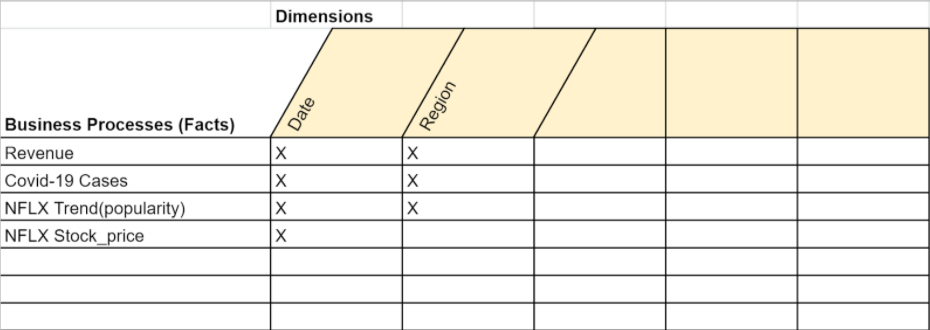 Dimensions
Date
Region
Business Processes (Facts)
Revenue X X
Covid-19 Cases X X
NFLX Trend(popularity) X X
NFLX Stock_price X